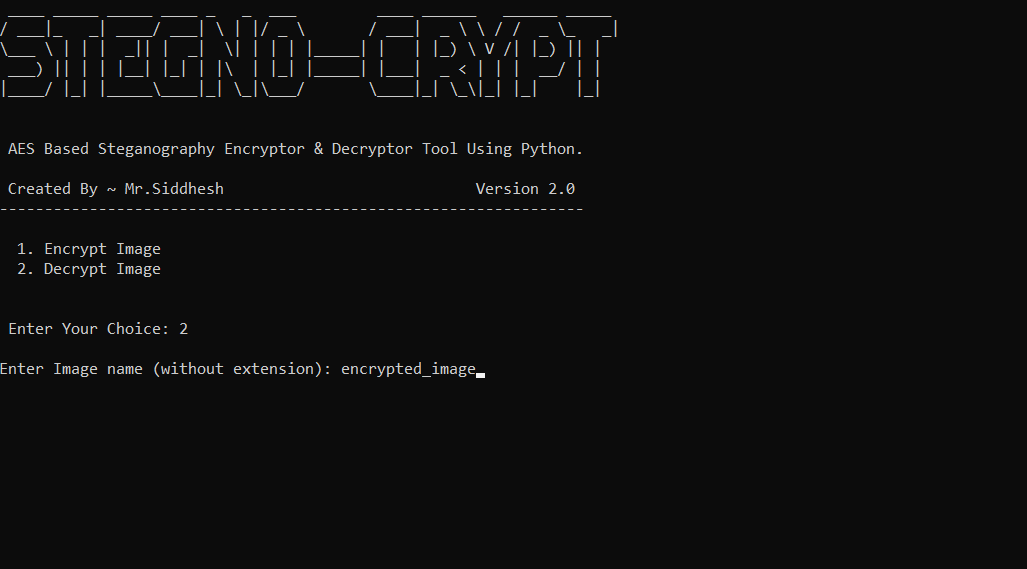 STEGNO-CRYPT
AES Based Steganography Encryptor & Decryptor Tool Using Python.
Created By ~ Mr.Siddhesh Version 2.0
-----------------------------------------------------------------
1. Encrypt Image
2. Decrypt Image
Enter Your Choice: 2
Enter Image name (without extension): encrypted_image